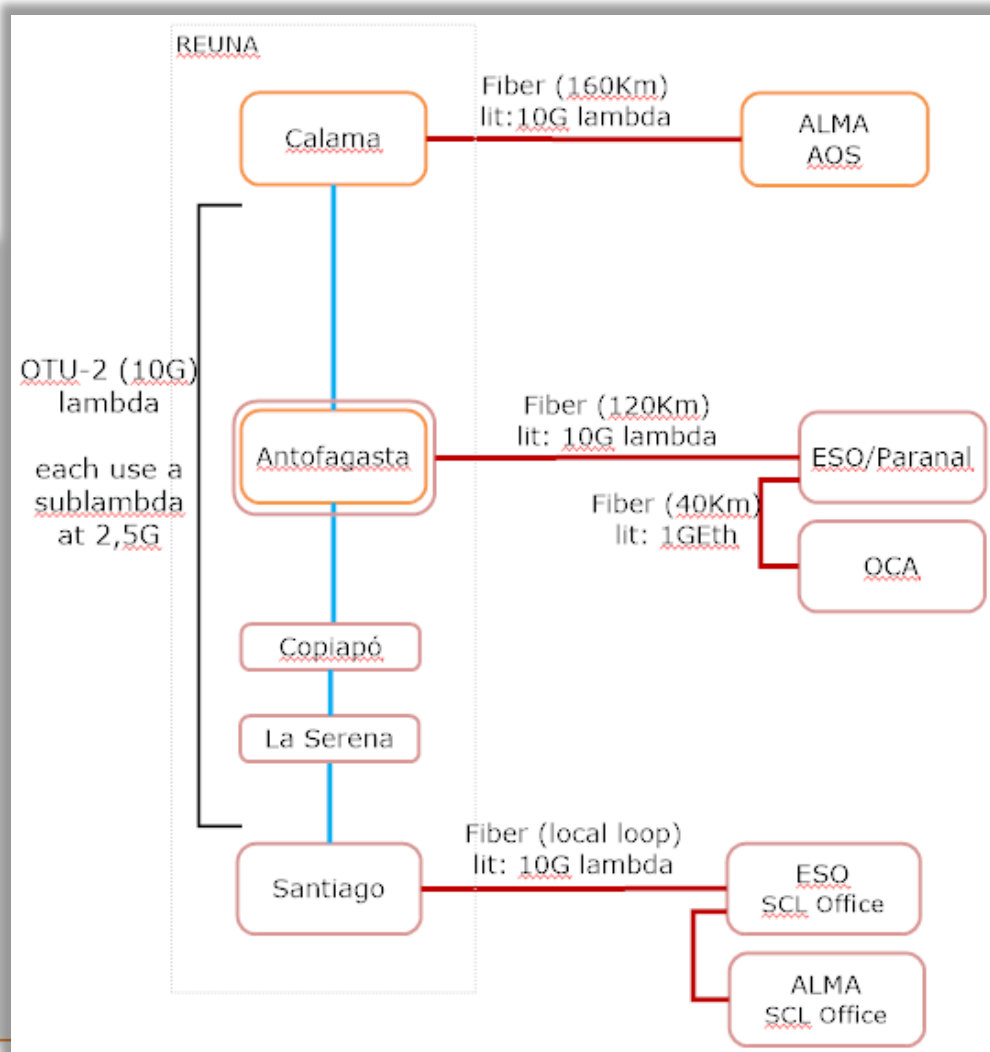 REUNA
Fiber (160Km)
lit:10G lambda
Calama
ALMA
AOS
OTU-2 (10G)
lambda
each use a
sublambda
at 2,5G
Fiber (120Km)
lit: 10G lambda
Antofagasta
ESO/Paranal
Fiber (40Km)
lit: 1GEth
OCA
Copiapó
La Serena
Fiber (local loop)
lit: 10G lambda
Santiago
ESO
SCL Office
ALMA
SCL Office